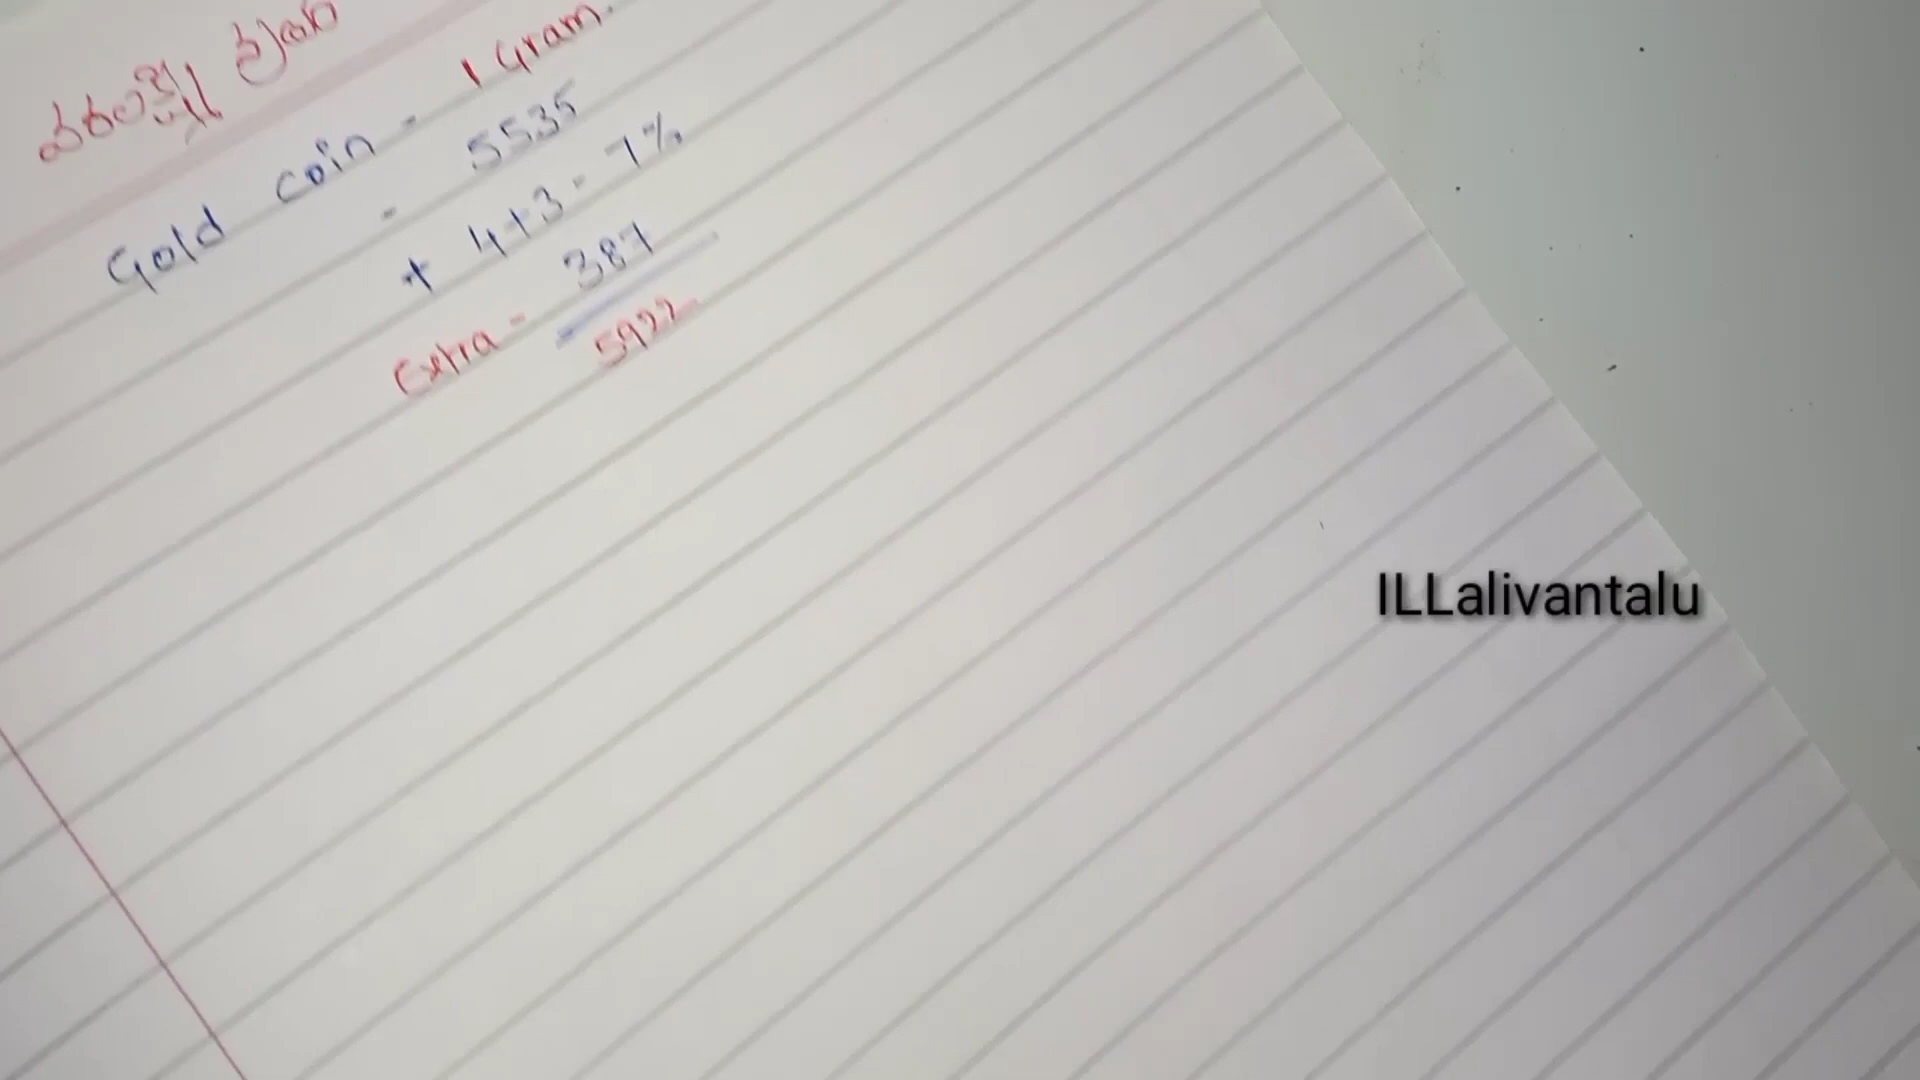 Gold coin - 1 Gram.
- 5535
+ 4+3 - 7%
387
Extra - 5922
ILLalivantalu